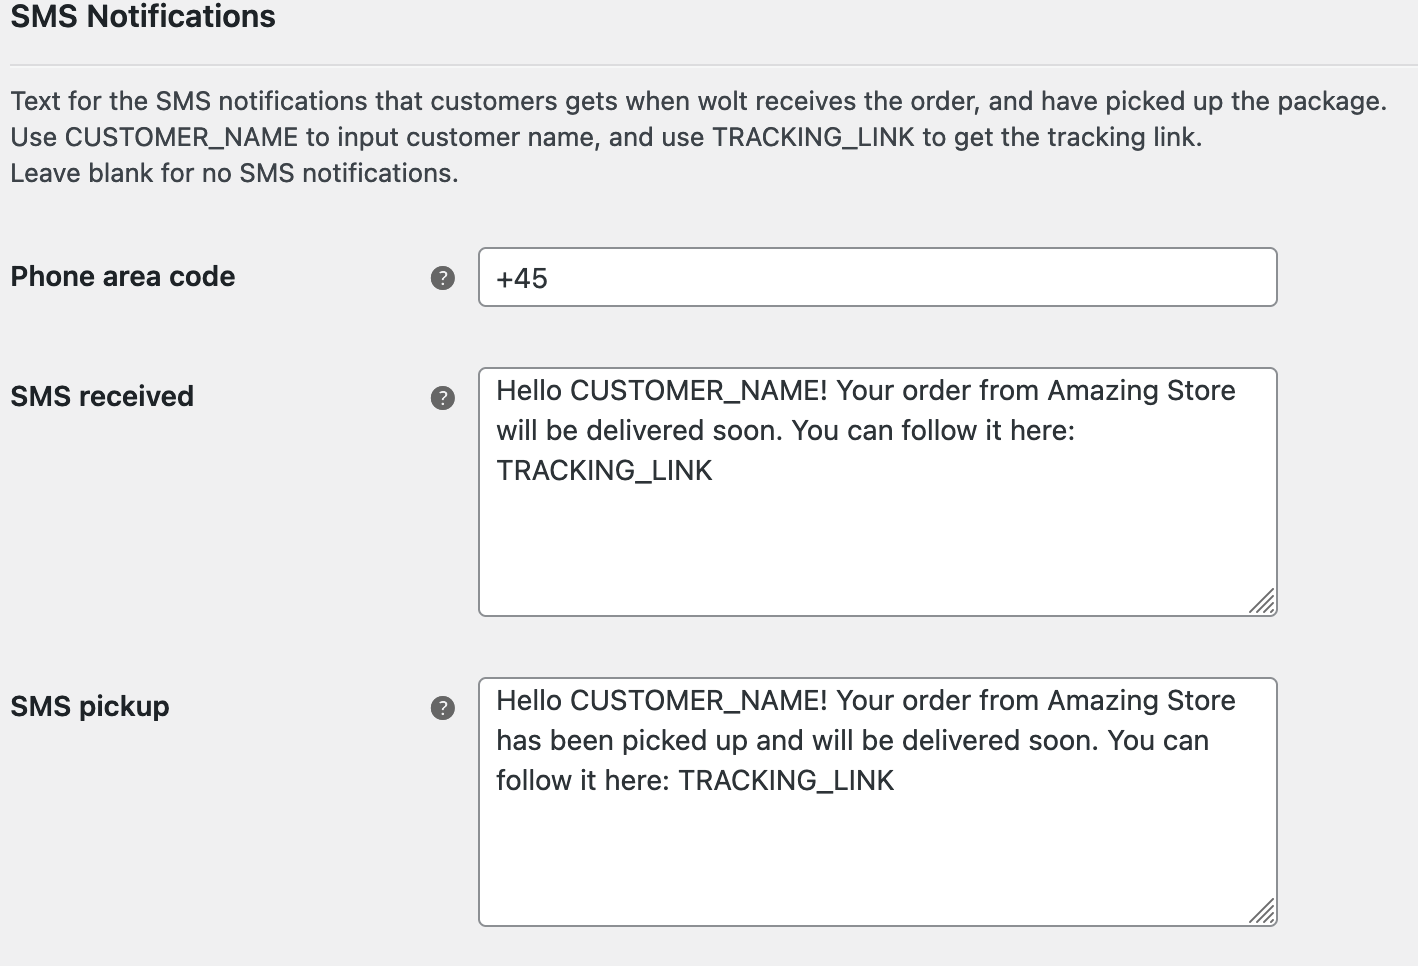 SMS Notifications
Text for the SMS notifications that customers gets when wolt receives the order, and have picked up the package.
Use CUSTOMER_NAME to input customer name, and use TRACKING_LINK to get the tracking link.
Leave blank for no SMS notifications.
Phone area code ? +45
SMS received ?
Hello CUSTOMER_NAME! Your order from Amazing Store
will be delivered soon. You can follow it here:
TRACKING_LINK
SMS pickup ?
Hello CUSTOMER_NAME! Your order from Amazing Store
has been picked up and will be delivered soon. You can
follow it here: TRACKING_LINK